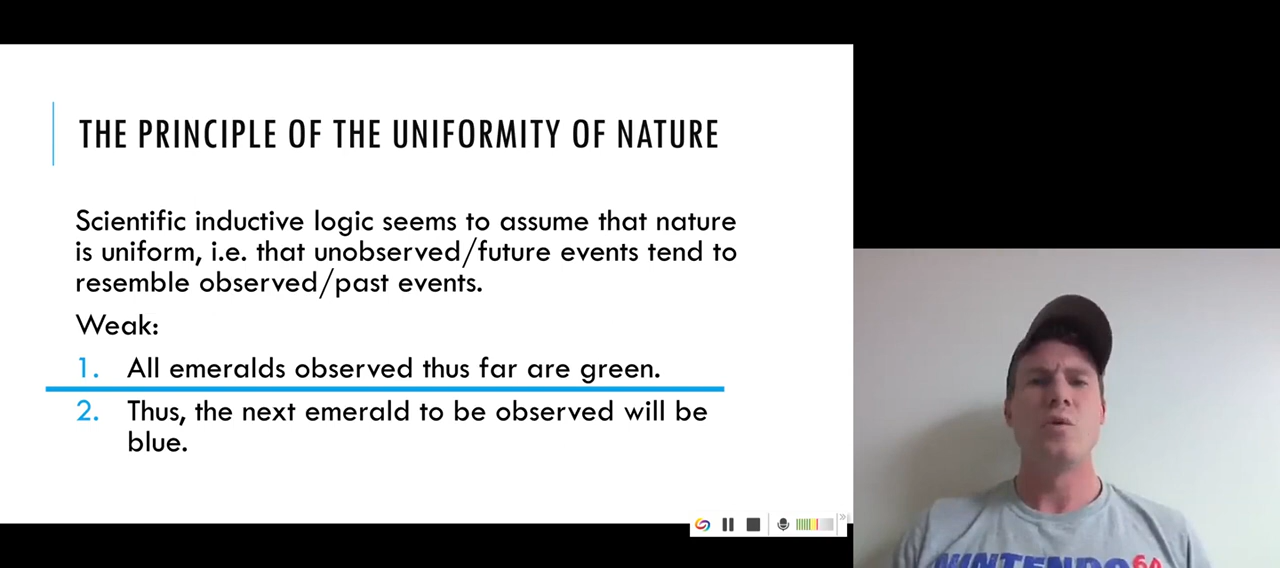 THE PRINCIPLE OF THE UNIFORMITY OF NATURE
Scientific inductive logic seems to assume that nature
is uniform, i.e. that unobserved/future events tend to
resemble observed/past events.
Weak:
1. All emeralds observed thus far are green.
2. Thus, the next emerald to be observed will be
blue.
NINTENDO 64